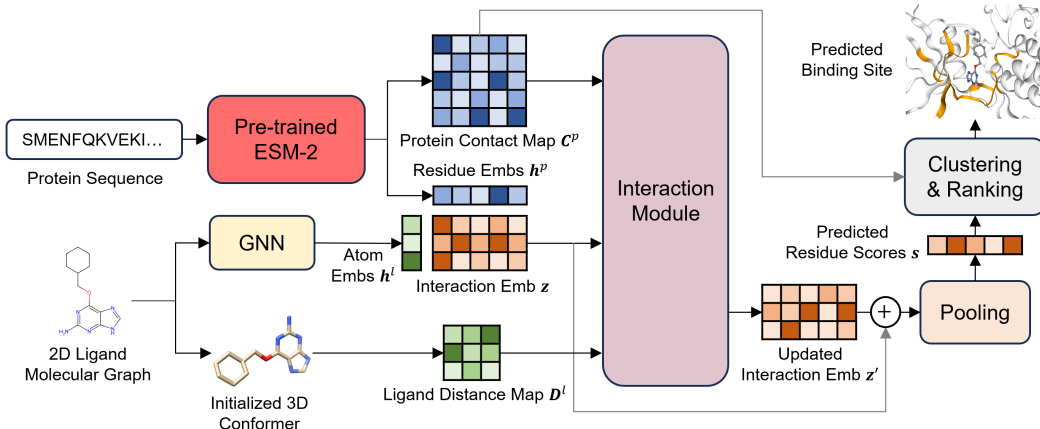 SMENFQKVEKI...
Protein Sequence
Pre-trained
ESM-2
Protein Contact Map C^p
Residue Embs h^p
GNN
Atom
Embs h^l
Interaction Emb z
O
N
N
N
NH
H₂N
2D Ligand
Molecular Graph
Initialized 3D
Conformer
Ligand Distance Map D^l
Interaction
Module
Updated
Interaction Emb z′
+
Pooling
Predicted
Residue Scores s
Clustering
& Ranking
Predicted
Binding Site